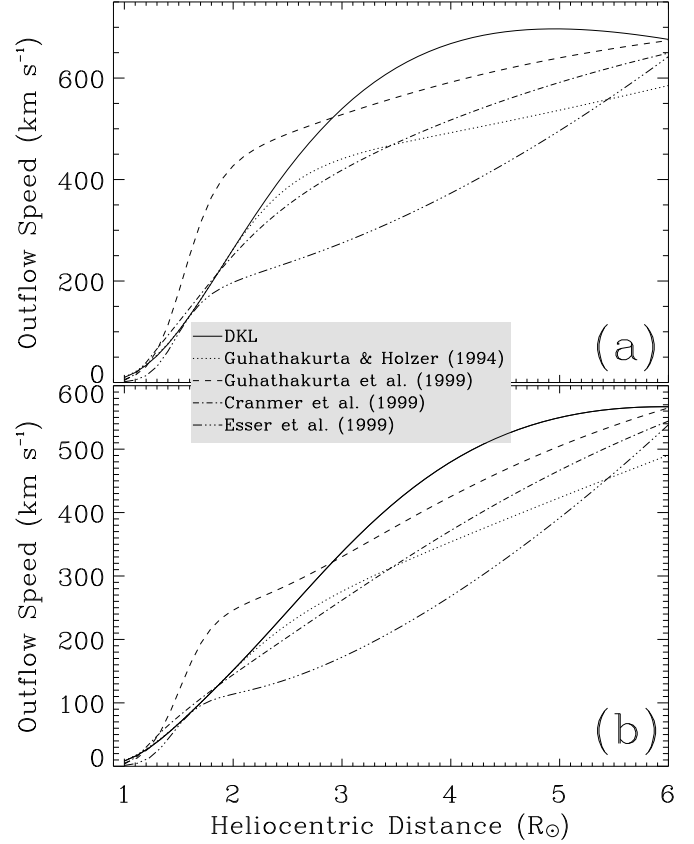 Outflow Speed (km s⁻¹)
600
400
200
0
(a)
DKL
Guhathakurta & Holzer (1994)
Guhathakurta et al. (1999)
Cranmer et al. (1999)
Esser et al. (1999)
Outflow Speed (km s⁻¹)
600
500
400
300
200
100
0
(b)
1 2 3 4 5 6
Heliocentric Distance (R☉)